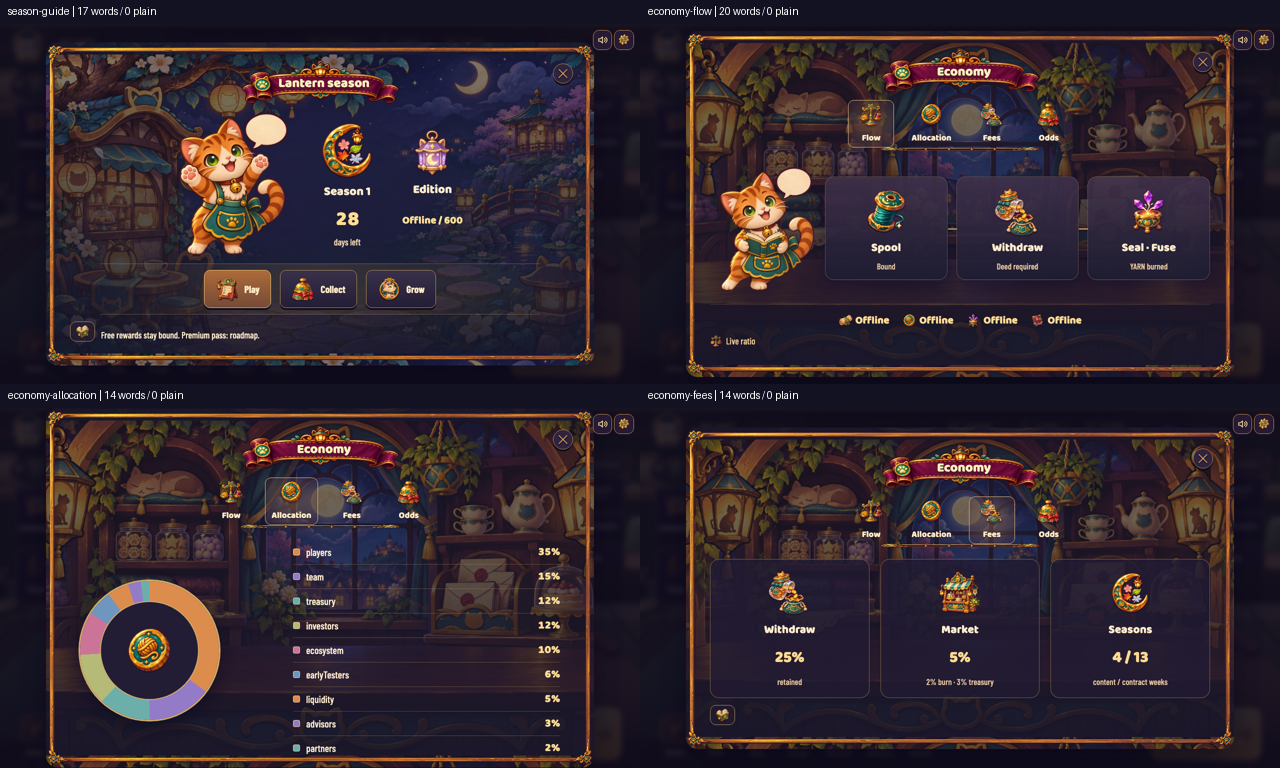 season-guide | 17 words / 0 plain
Lantern season
Season 1
28
days left
Edition
Offline / 600
Play
Collect
Grow
Free rewards stay bound. Premium pass: roadmap.
economy-flow | 20 words / 0 plain
Economy
Flow
Allocation
Fees
Odds
Spool
Bound
Withdraw
Deed required
Seal · Fuse
YARN burned
Offline
Offline
Offline
Offline
Live ratio
economy-allocation | 14 words / 0 plain
Economy
Flow
Allocation
Fees
Odds
players 35%
team 15%
treasury 12%
investors 12%
ecosystem 10%
earlyTesters 6%
liquidity 5%
advisors 3%
partners 2%
economy-fees | 14 words / 0 plain
Economy
Flow
Allocation
Fees
Odds
Withdraw
25%
retained
Market
5%
2% burn · 3% treasury
Seasons
4 / 13
content / contract weeks